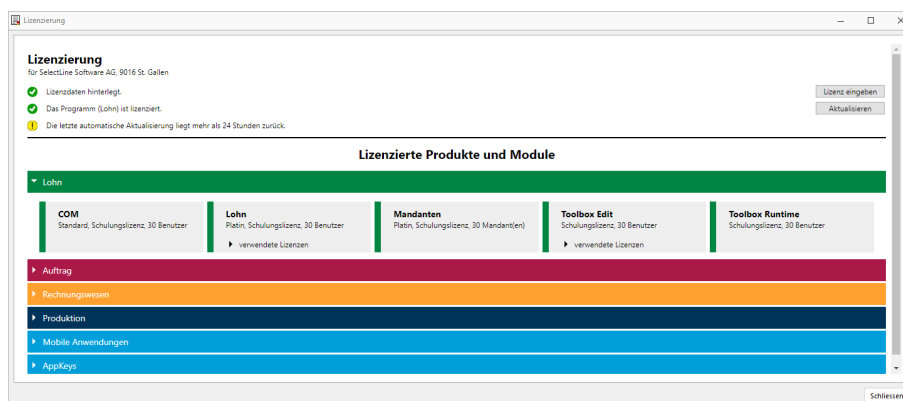 Lizenzierung
Lizenzierung
für SelectLine Software AG, 9016 St. Gallen
Lizenzdaten hinterlegt.
Lizenz eingeben
Das Programm (Lohn) ist lizenziert.
Aktualisieren
Die letzte automatische Aktualisierung liegt mehr als 24 Stunden zurück.
Lizenzierte Produkte und Module
Lohn
COM
Standard, Schulungslizenz, 30 Benutzer
Lohn
Platin, Schulungslizenz, 30 Benutzer
verwendete Lizenzen
Mandanten
Platin, Schulungslizenz, 30 Mandant(en)
Toolbox Edit
Schulungslizenz, 30 Benutzer
verwendete Lizenzen
Toolbox Runtime
Schulungslizenz, 30 Benutzer
Auftrag
Rechnungswesen
Produktion
Mobile Anwendungen
AppKeys
Schliessen